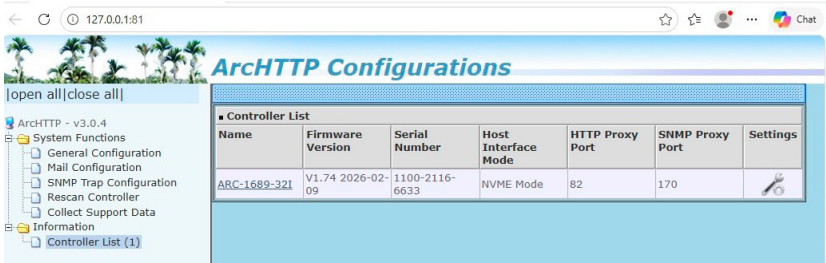 127.0.0.1:81
Chat
ArcHTTP Configurations
|open all|close all|
ArcHTTP - v3.0.4
System Functions
General Configuration
Mail Configuration
SNMP Trap Configuration
Rescan Controller
Collect Support Data
Information
Controller List (1)
Controller List
Name Firmware Version Serial Number Host Interface Mode HTTP Proxy Port SNMP Proxy Port Settings
ARC-1689-32I V1.74 2026-02-09 1100-2116-6633 NVME Mode 82 170